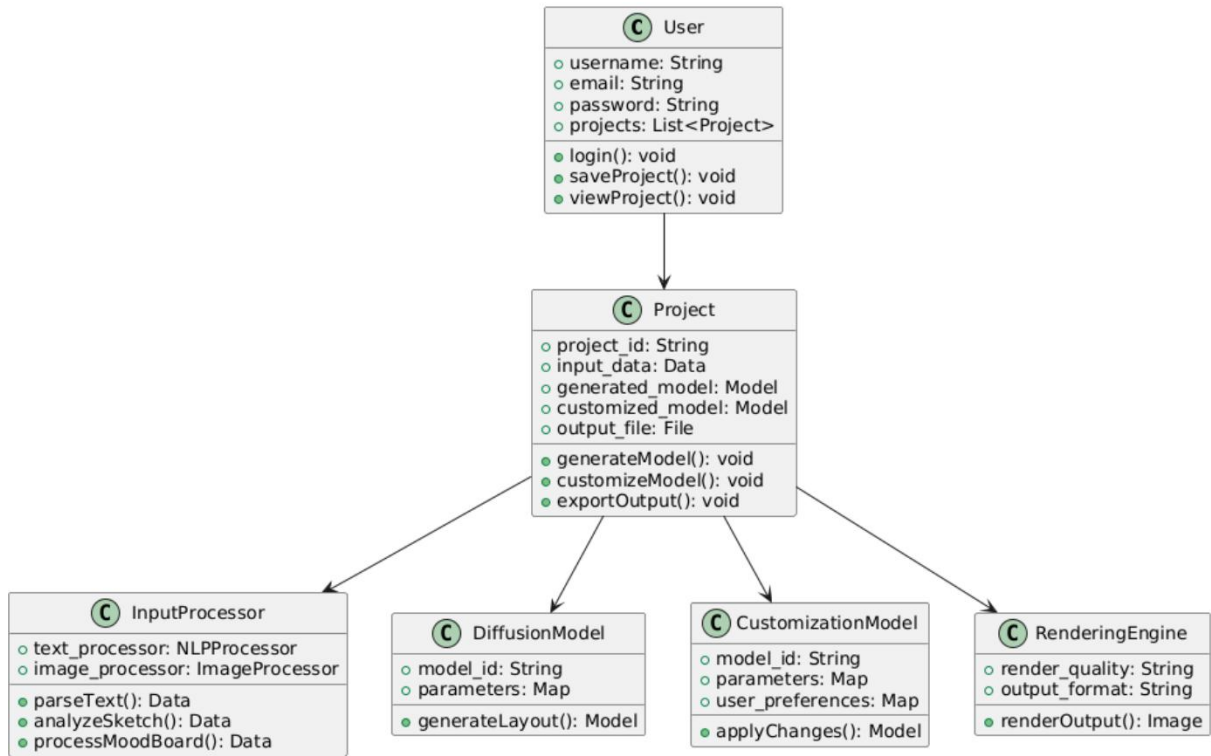 C User
username: String
email: String
password: String
projects: List<Project>
login(): void
saveProject(): void
viewProject(): void
C Project
project_id: String
input_data: Data
generated_model: Model
customized_model: Model
output_file: File
generateModel(): void
customizeModel(): void
exportOutput(): void
C InputProcessor
text_processor: NLPProcessor
image_processor: ImageProcessor
parseText(): Data
analyzeSketch(): Data
processMoodBoard(): Data
C DiffusionModel
model_id: String
parameters: Map
generateLayout(): Model
C CustomizationModel
model_id: String
parameters: Map
user_preferences: Map
applyChanges(): Model
C RenderingEngine
render_quality: String
output_format: String
renderOutput(): Image